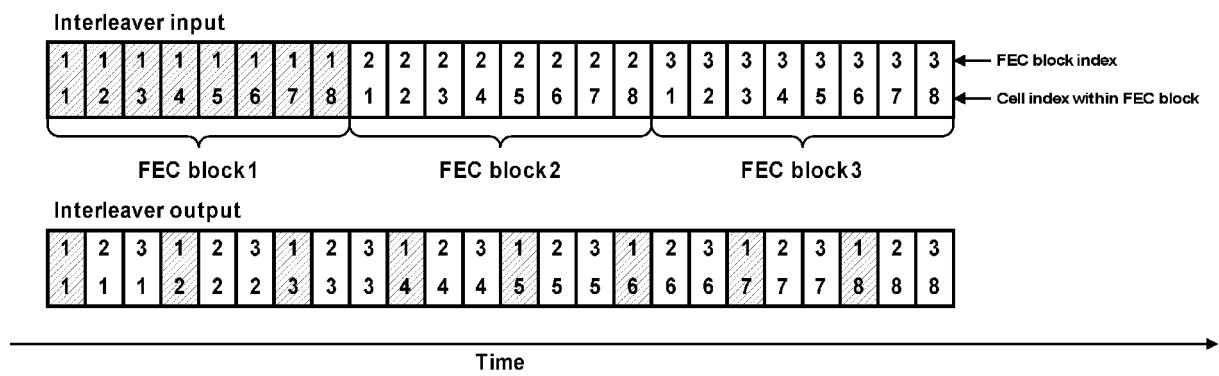 Interleaver input
1 1 1 1 1 1 1 1 2 2 2 2 2 2 2 2 3 3 3 3 3 3 3 3 FEC block index
1 2 3 4 5 6 7 8 1 2 3 4 5 6 7 8 1 2 3 4 5 6 7 8 Cell index within FEC block
FEC block1 FEC block2 FEC block3
Interleaver output
1 2 3 1 2 3 1 2 3 1 2 3 1 2 3 1 2 3 1 2 3 1 2 3
1 1 1 2 2 2 3 3 3 4 4 4 5 5 5 6 6 6 7 7 7 8 8 8
Time